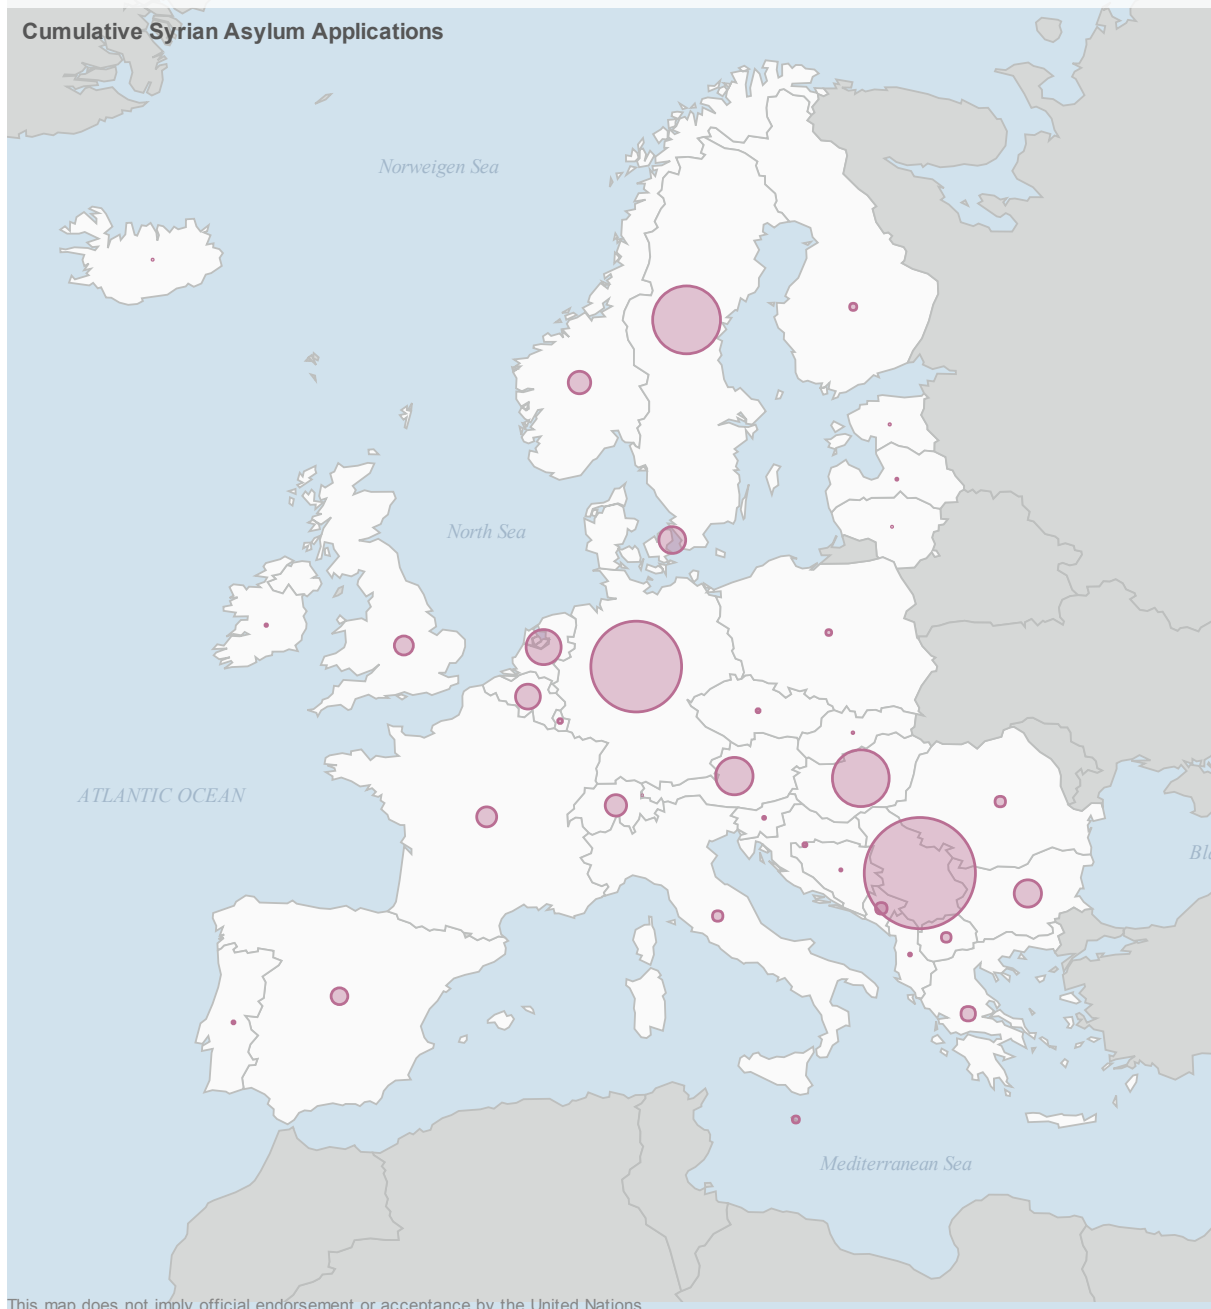 Cumulative Syrian Asylum Applications
Norweigen Sea
North Sea
ATLANTIC OCEAN
Bl
Mediterranean Sea
This map does not imply official endorsement or acceptance by the United Nations